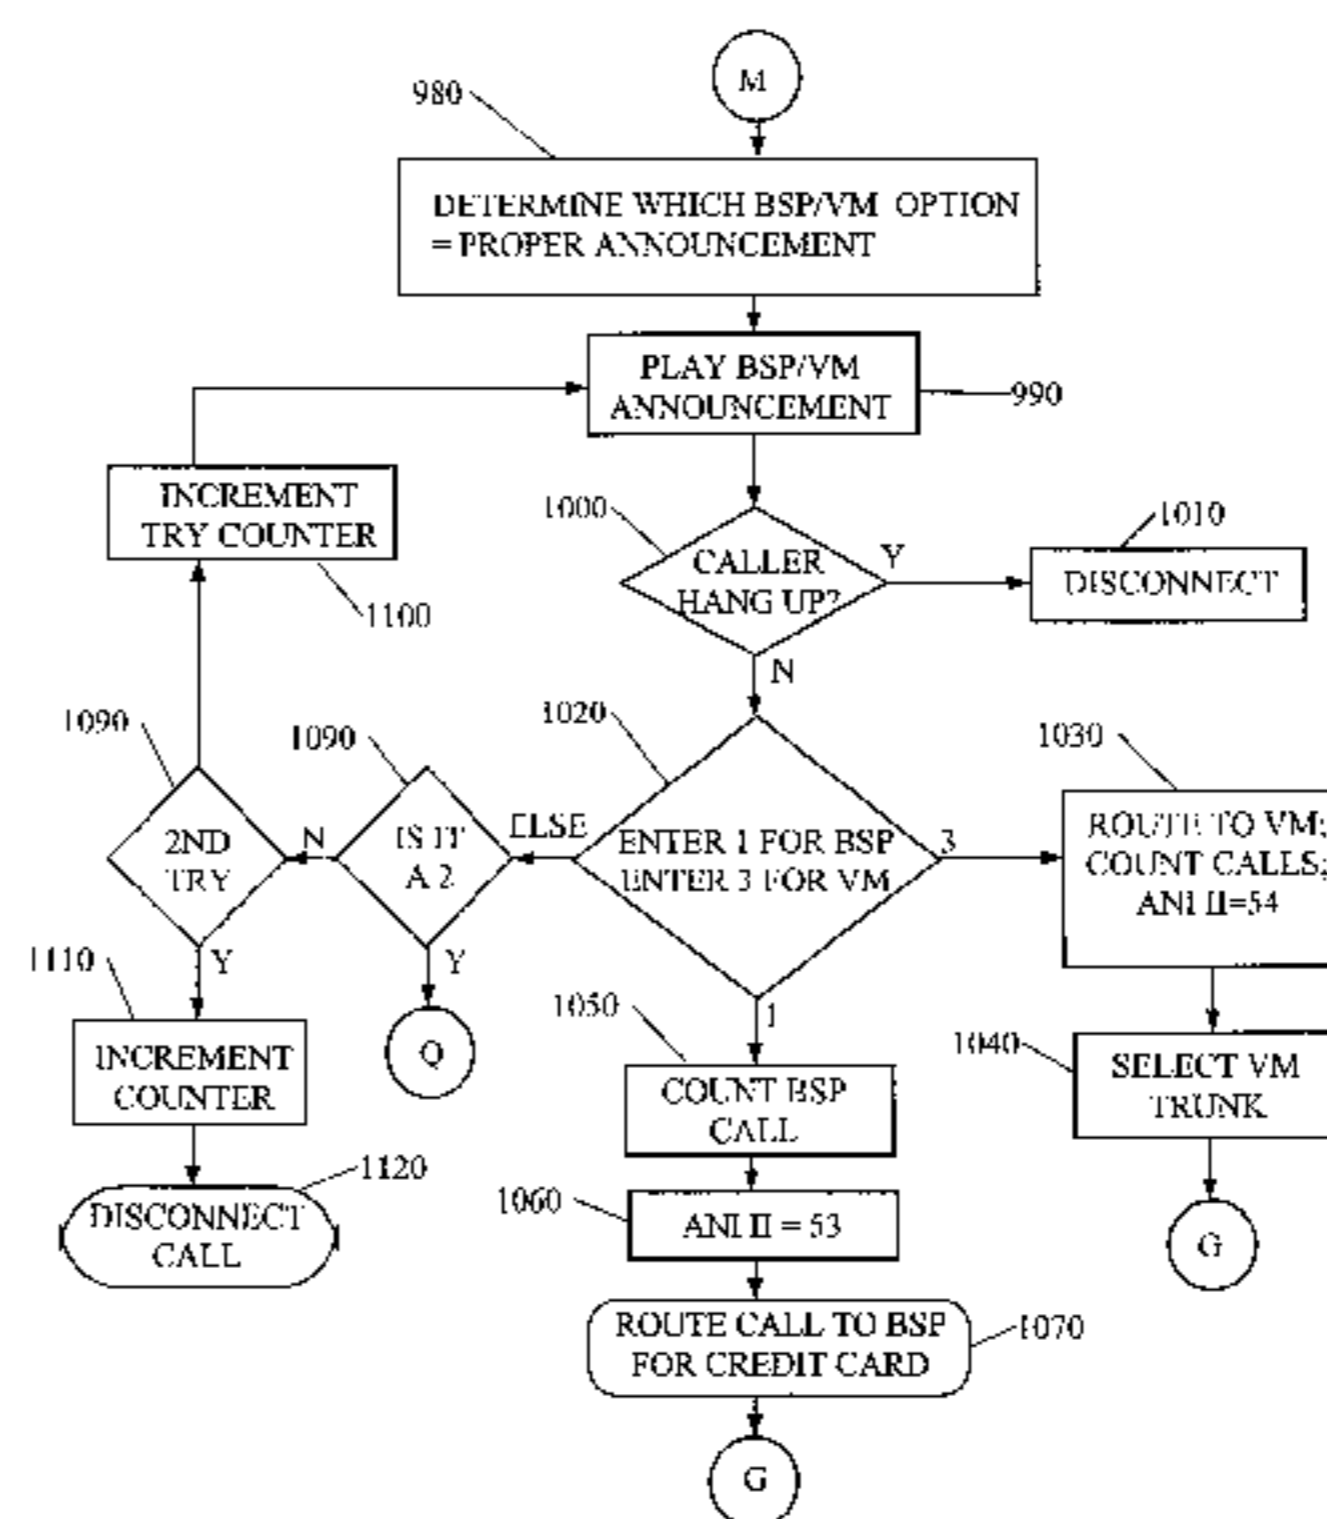 M
980
DETERMINE WHICH BSP/VM OPTION
= PROPER ANNOUNCEMENT
PLAY BSP/VM
ANNOUNCEMENT
990
INCREMENT
TRY COUNTER
1100
1000
CALLER
HANG UP?
Y
1010
DISCONNECT
N
1090
1090
1020
1030
2ND
TRY
N
IS IT
A 2
ELSE
ENTER 1 FOR BSP
ENTER 3 FOR VM
3
ROUTE TO VM;
COUNT CALLS;
ANI II=54
Y
Y
1
1110
INCREMENT
COUNTER
Q
1050
COUNT BSP
CALL
1040
SELECT VM
TRUNK
1120
DISCONNECT
CALL
1060
ANI II = 53
G
ROUTE CALL TO BSP
FOR CREDIT CARD
1070
G